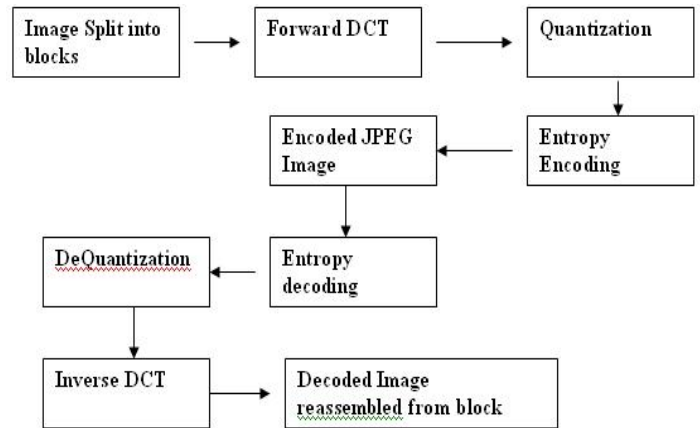 Image Split into
blocks
Forward DCT
Quantization
Entropy
Encoding
Encoded JPEG
Image
Entropy
decoding
DeQuantization
Inverse DCT
Decoded Image
reassembled from block